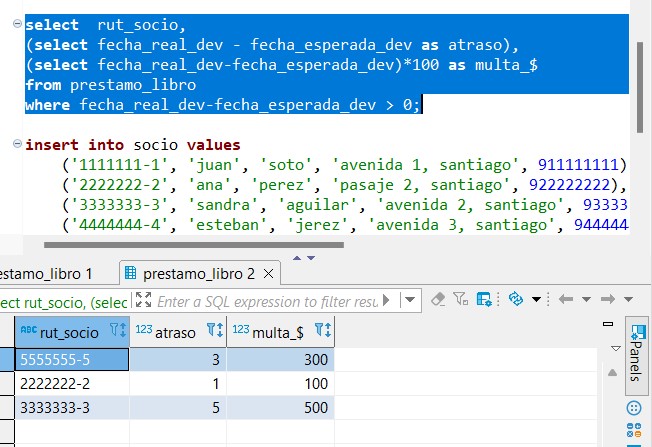 select  rut_socio,
(select fecha_real_dev - fecha_esperada_dev as atraso),
(select fecha_real_dev-fecha_esperada_dev)*100 as multa_$
from prestamo_libro
where fecha_real_dev-fecha_esperada_dev > 0;
insert into socio values
('1111111-1', 'juan', 'soto', 'avenida 1, santiago', 911111111)
('2222222-2', 'ana', 'perez', 'pasaje 2, santiago', 922222222),
('3333333-3', 'sandra', 'aguilar', 'avenida 2, santiago', 93333
('4444444-4', 'esteban', 'jerez', 'avenida 3, santiago', 944444
estamo_libro 1 prestamo_libro 2
ect rut_socio, (selec Enter a SQL expression to filter resu
ABC rut_socio 123 atraso 123 multa_$
5555555-5 3 300
2222222-2 1 100
3333333-3 5 500
Panels